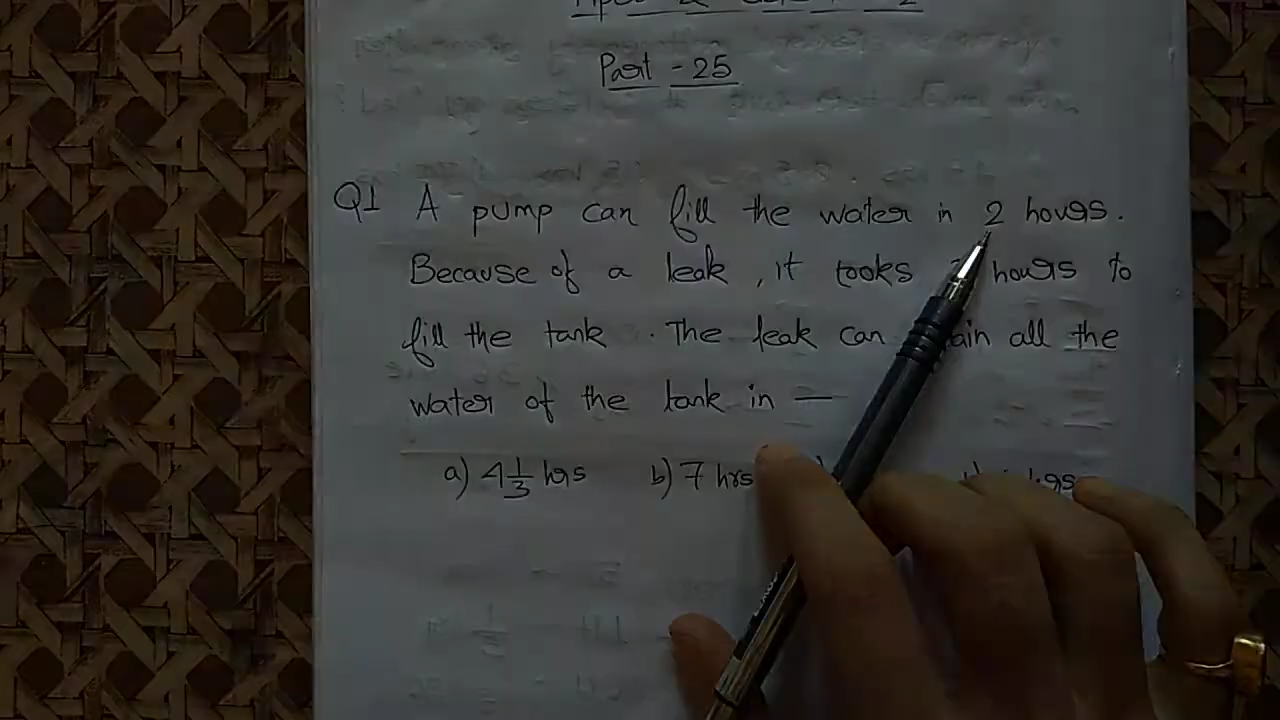 Part - 25
Q1 A pump can fill the water in 2 hours.
Because of a leak, it tooks hours to
fill the tank. The leak can all the
water of the tank in —
a) 4 1/3 hrs b) 7 hrs